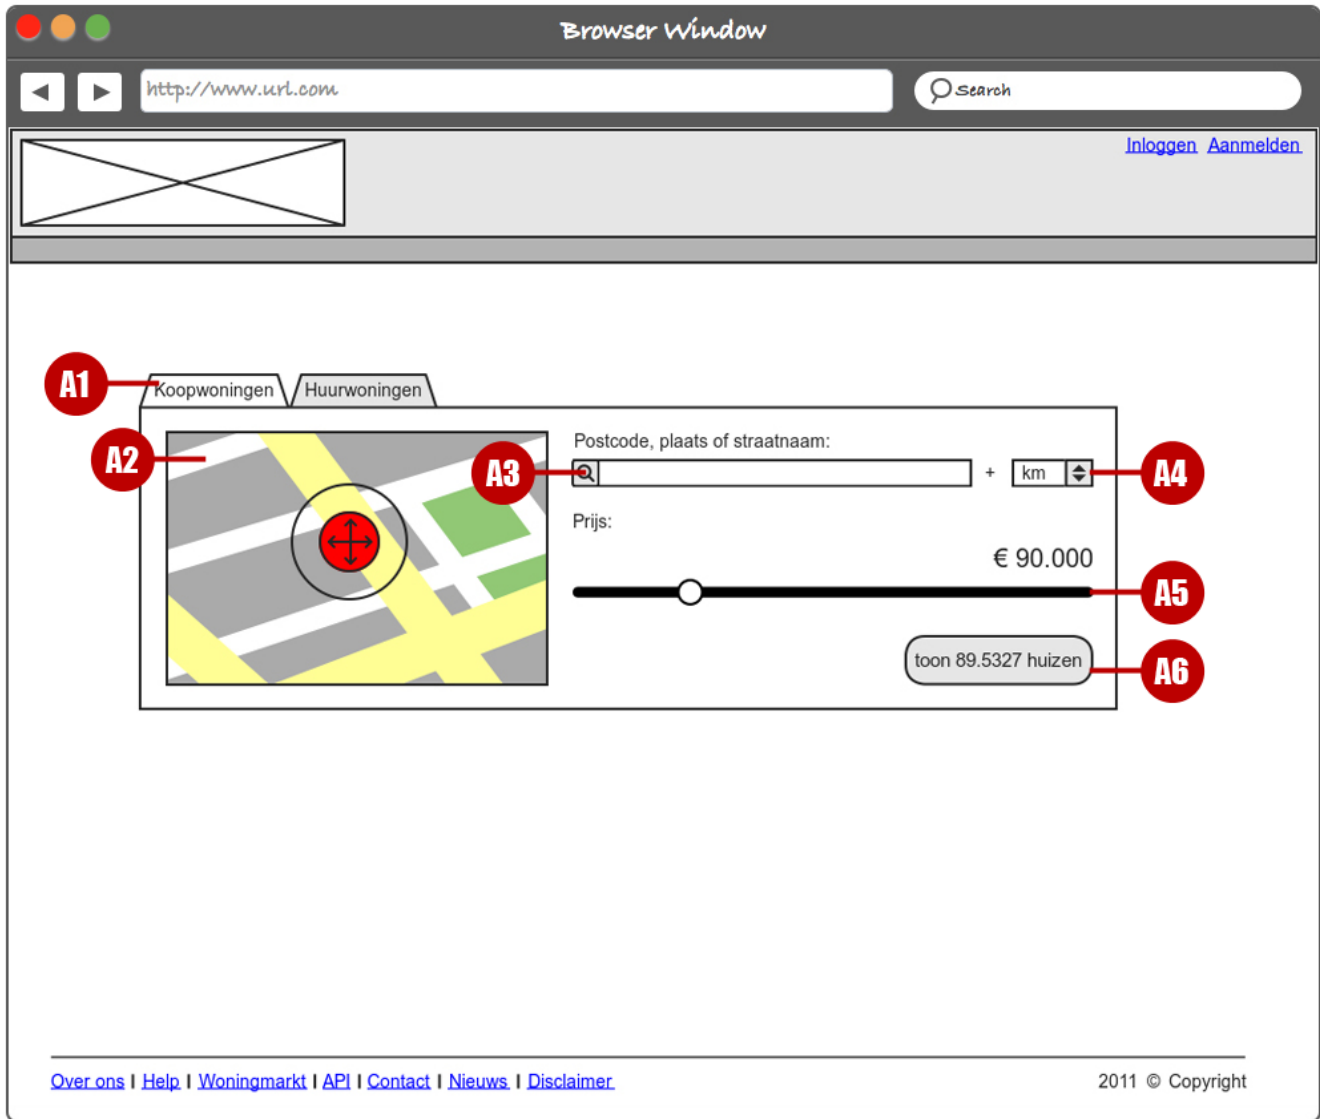 Browser Window
http://www.url.com
Search
Inloggen Aanmelden
A1
Koopwoningen
Huurwoningen
A2
Postcode, plaats of straatnaam:
A3
+
km
A4
Prijs:
€ 90.000
A5
toon 89.5327 huizen
A6
Over ons I Help I Woningmarkt I API I Contact I Nieuws I Disclaimer
2011 © Copyright